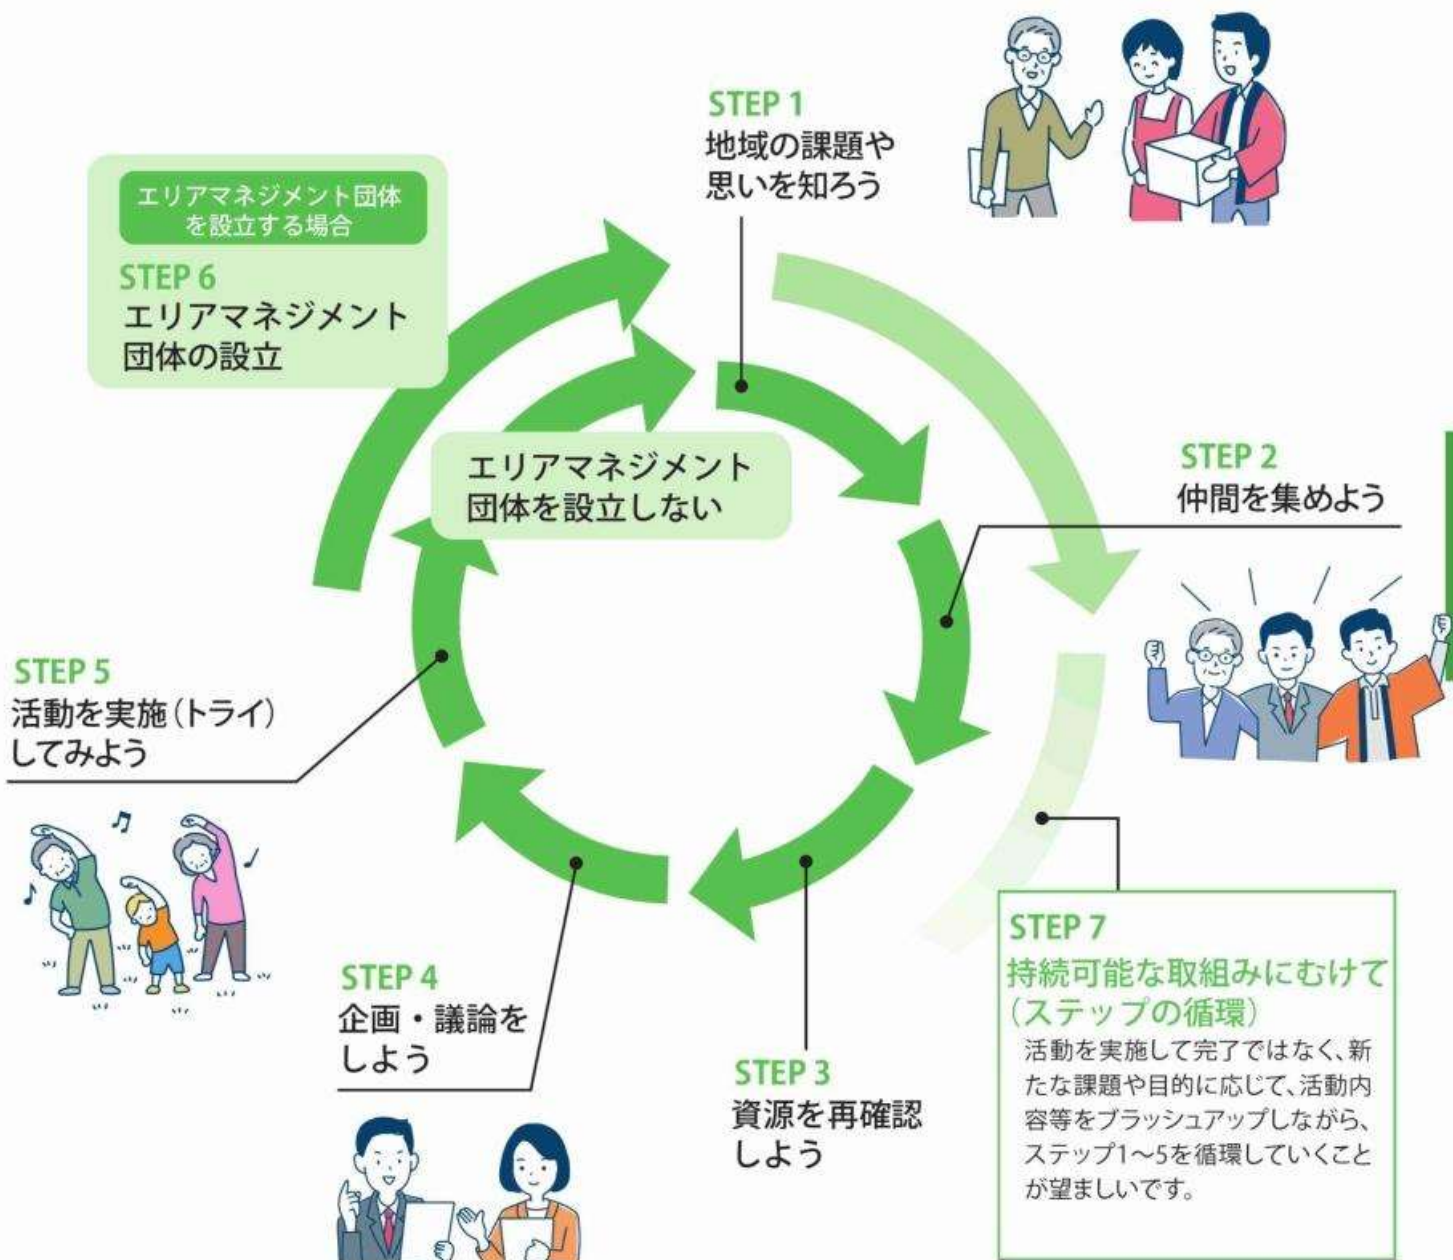 STEP 1
地域の課題や
思いを知ろう
エリアマネジメント団体
を設立する場合
STEP 6
エリアマネジメント
団体の設立
エリアマネジメント
団体を設立しない
STEP 2
仲間を集めよう
STEP 5
活動を実施（トライ）
してみよう
STEP 4
企画・議論を
しよう
STEP 3
資源を再確認
しよう
STEP 7
持続可能な取組みにむけて
（ステップの循環）
活動を実施して完了ではなく、新
たな課題や目的に応じて、活動内
容等をブラッシュアップしながら、
ステップ1～5を循環していくこと
が望ましいです。